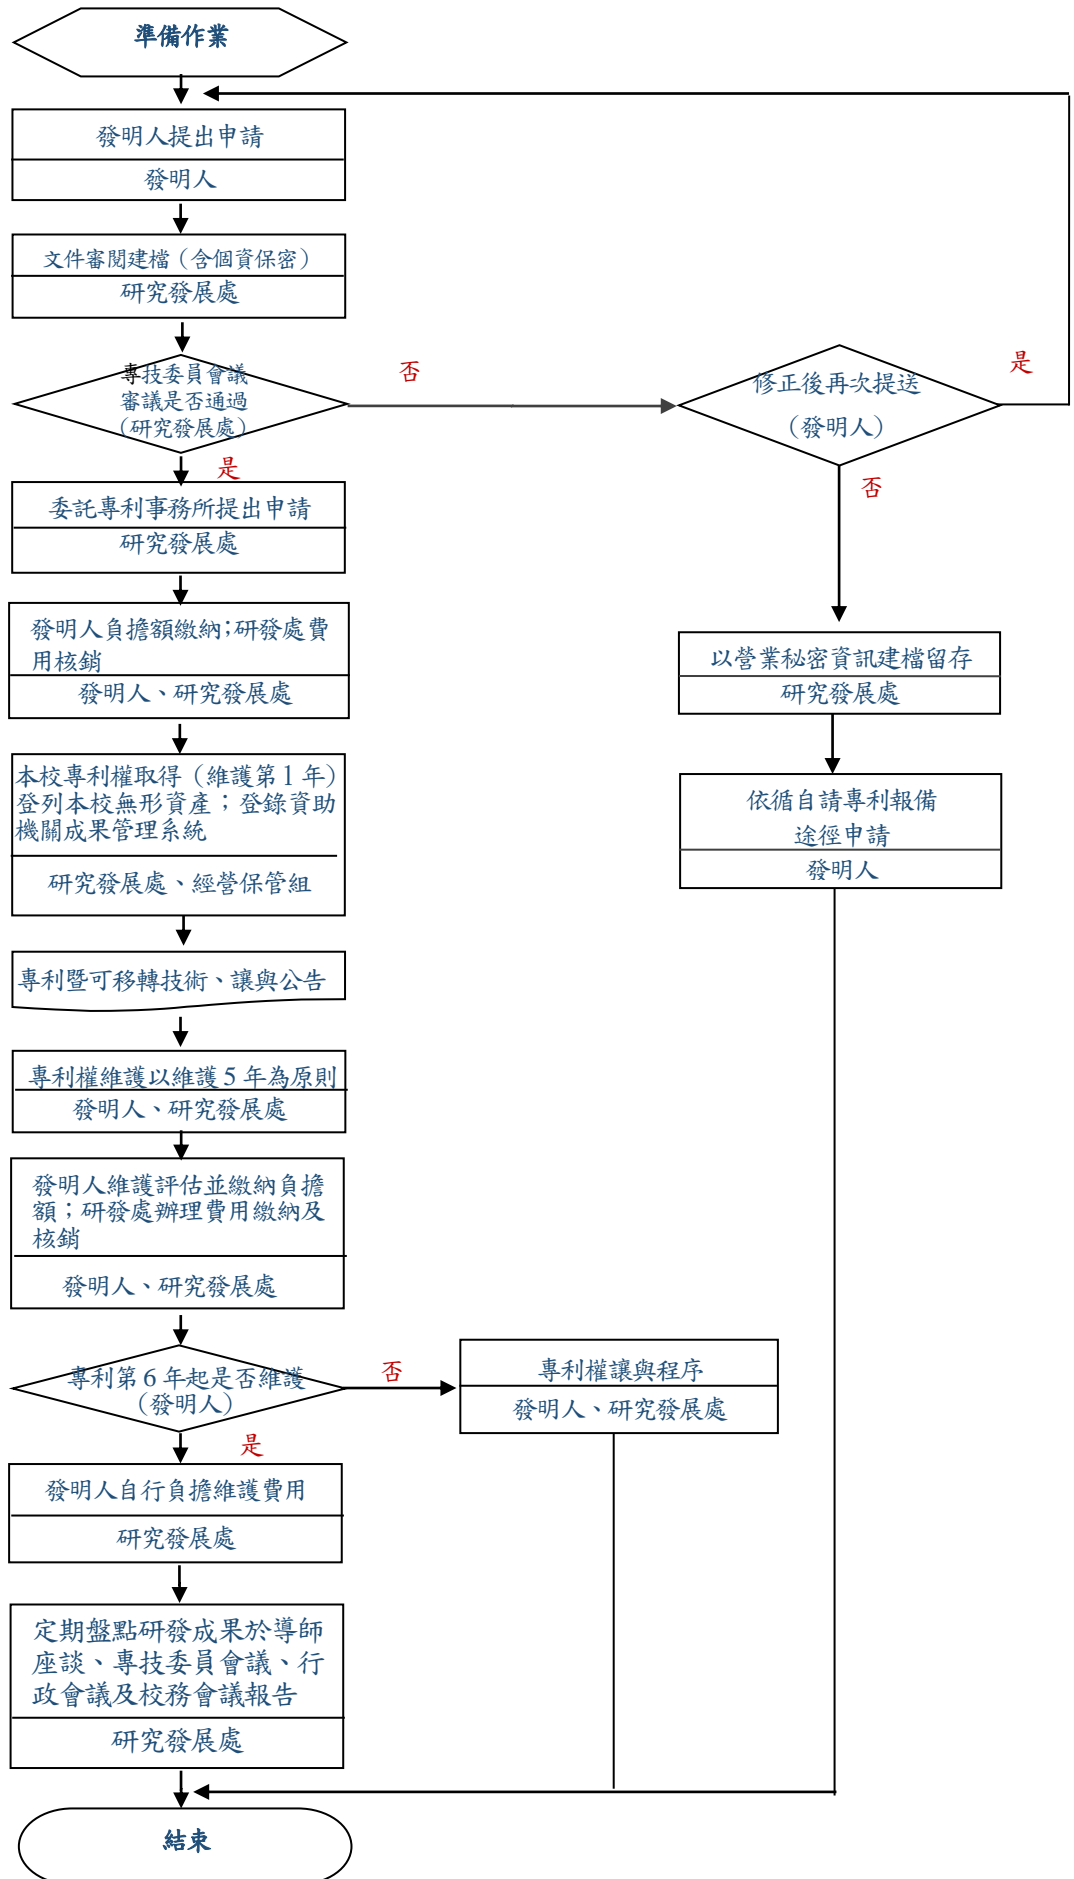 準備作業
發明人提出申請
發明人
文件審閱建檔（含個資保密）
研究發展處
專技委員會議
審議是否通過
（研究發展處）
否
是
修正後再次提送
（發明人）
是
否
委託專利事務所提出申請
研究發展處
發明人負擔額繳納;研發處費
用核銷
發明人、研究發展處
以營業秘密資訊建檔留存
研究發展處
本校專利權取得（維護第1年）
登列本校無形資產；登錄資助
機關成果管理系統
研究發展處、經營保管組
依循自請專利報備
途徑申請
發明人
專利暨可移轉技術、讓與公告
專利權維護以維護5年為原則
發明人、研究發展處
發明人維護評估並繳納負擔
額；研發處辦理費用繳納及
核銷
發明人、研究發展處
專利第6年起是否維護
（發明人）
否
是
專利權讓與程序
發明人、研究發展處
發明人自行負擔維護費用
研究發展處
定期盤點研發成果於導師
座談、專技委員會議、行
政會議及校務會議報告
研究發展處
結束